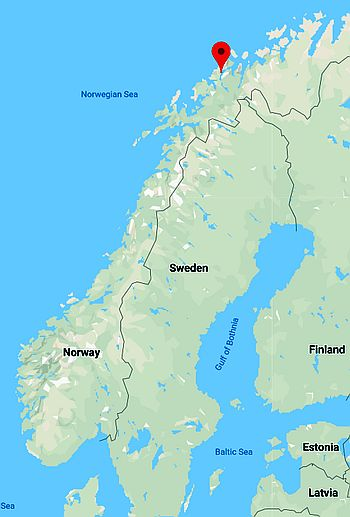 Norwegian Sea
Sweden
Norway
Gulf of Bothnia
Finland
Baltic Sea
Estonia
Sea
Latvia